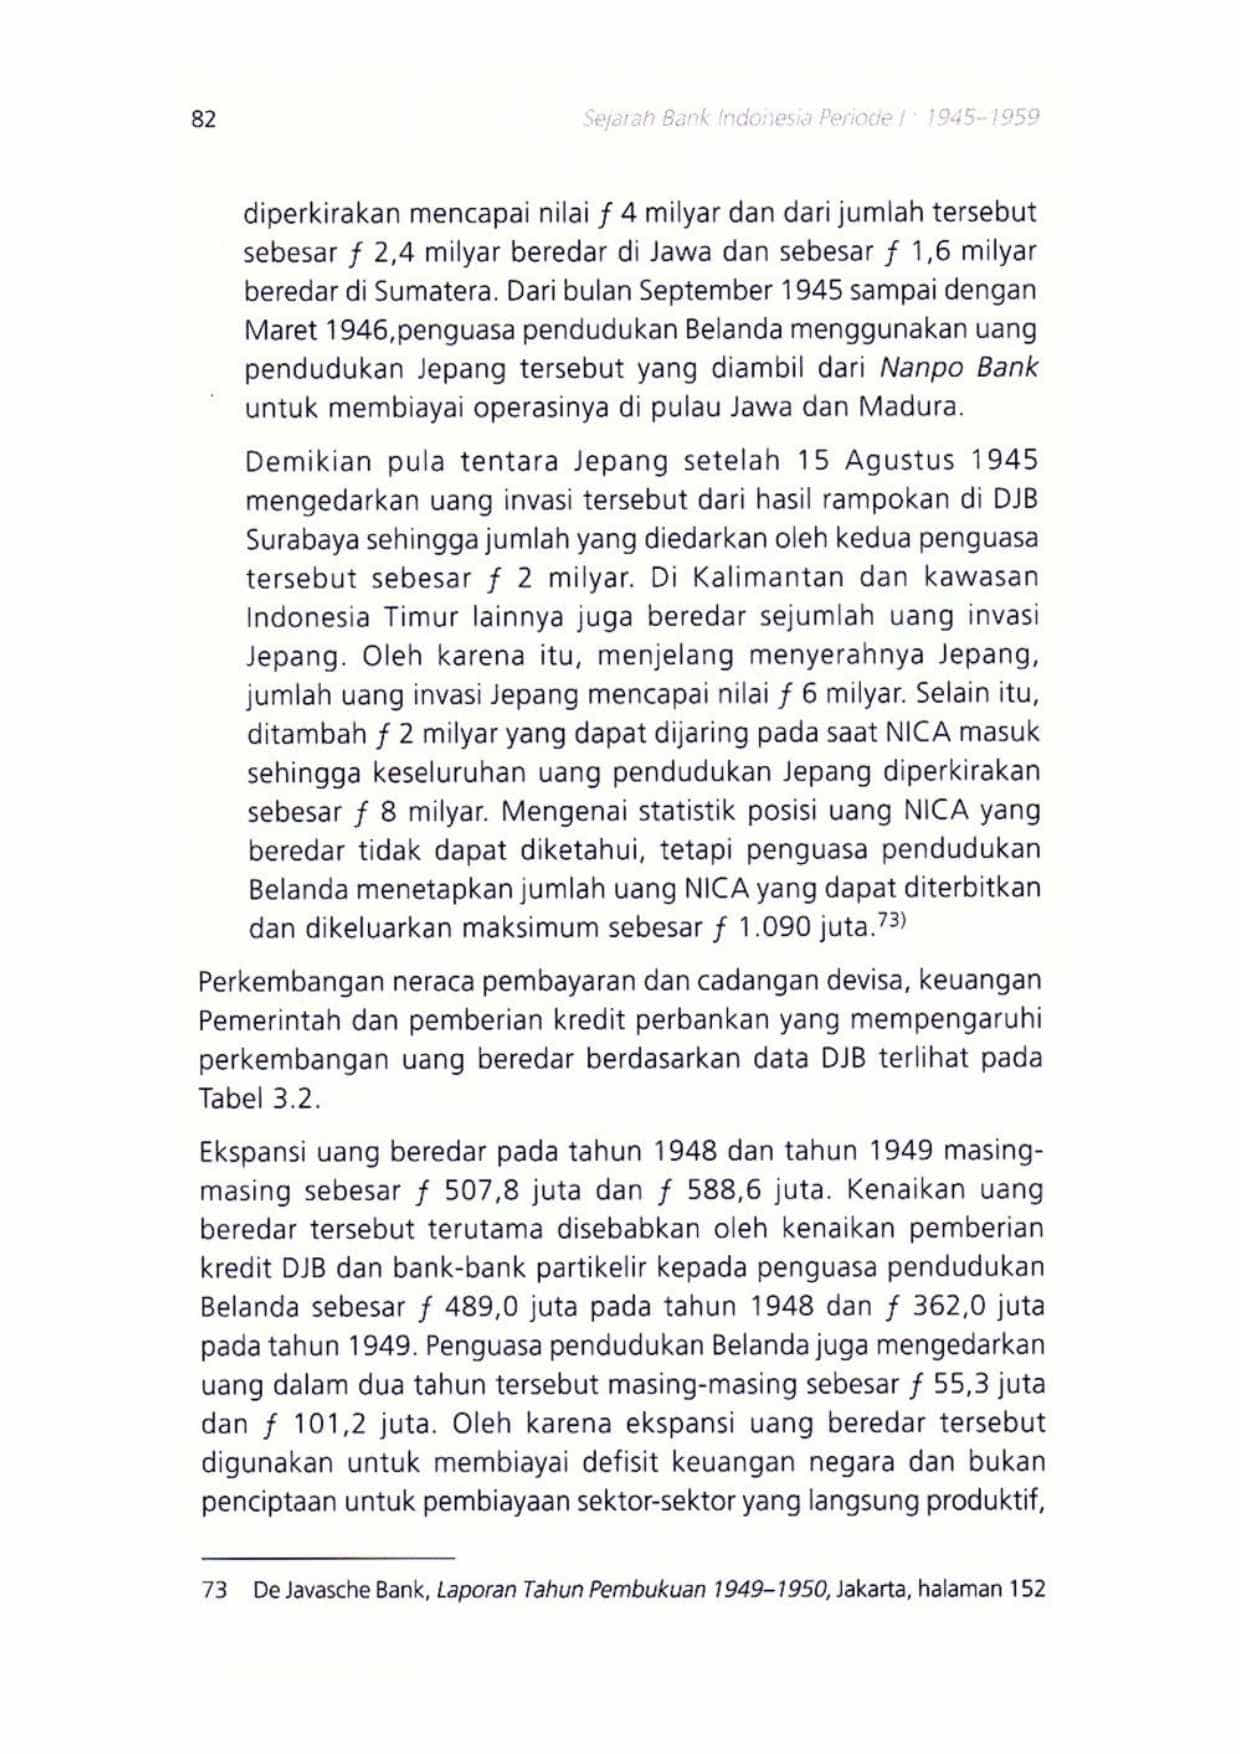 82
Sejarah Bank Indonesia Periode I : 1945–1959
diperkirakan mencapai nilai ƒ 4 milyar dan dari jumlah tersebut
sebesar ƒ 2,4 milyar beredar di Jawa dan sebesar ƒ 1,6 milyar
beredar di Sumatera. Dari bulan September 1945 sampai dengan
Maret 1946,penguasa pendudukan Belanda menggunakan uang
pendudukan Jepang tersebut yang diambil dari Nanpo Bank
untuk membiayai operasinya di pulau Jawa dan Madura.
Demikian pula tentara Jepang setelah 15 Agustus 1945
mengedarkan uang invasi tersebut dari hasil rampokan di DJB
Surabaya sehingga jumlah yang diedarkan oleh kedua penguasa
tersebut sebesar ƒ 2 milyar. Di Kalimantan dan kawasan
Indonesia Timur lainnya juga beredar sejumlah uang invasi
Jepang. Oleh karena itu, menjelang menyerahnya Jepang,
jumlah uang invasi Jepang mencapai nilai ƒ 6 milyar. Selain itu,
ditambah ƒ 2 milyar yang dapat dijaring pada saat NICA masuk
sehingga keseluruhan uang pendudukan Jepang diperkirakan
sebesar ƒ 8 milyar. Mengenai statistik posisi uang NICA yang
beredar tidak dapat diketahui, tetapi penguasa pendudukan
Belanda menetapkan jumlah uang NICA yang dapat diterbitkan
dan dikeluarkan maksimum sebesar ƒ 1.090 juta.73)
Perkembangan neraca pembayaran dan cadangan devisa, keuangan
Pemerintah dan pemberian kredit perbankan yang mempengaruhi
perkembangan uang beredar berdasarkan data DJB terlihat pada
Tabel 3.2.
Ekspansi uang beredar pada tahun 1948 dan tahun 1949 masing-
masing sebesar ƒ 507,8 juta dan ƒ 588,6 juta. Kenaikan uang
beredar tersebut terutama disebabkan oleh kenaikan pemberian
kredit DJB dan bank-bank partikelir kepada penguasa pendudukan
Belanda sebesar ƒ 489,0 juta pada tahun 1948 dan ƒ 362,0 juta
pada tahun 1949. Penguasa pendudukan Belanda juga mengedarkan
uang dalam dua tahun tersebut masing-masing sebesar ƒ 55,3 juta
dan ƒ 101,2 juta. Oleh karena ekspansi uang beredar tersebut
digunakan untuk membiayai defisit keuangan negara dan bukan
penciptaan untuk pembiayaan sektor-sektor yang langsung produktif,
73 De Javasche Bank, Laporan Tahun Pembukuan 1949–1950, Jakarta, halaman 152